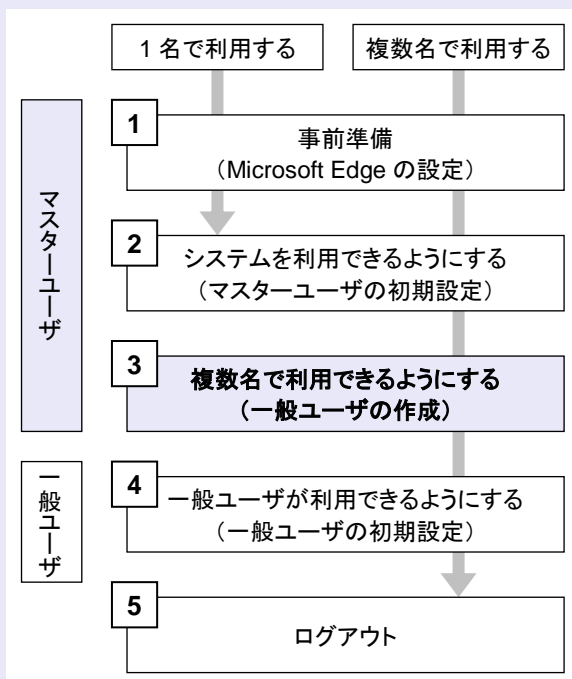 1 名で利用する
複数名で利用する
マスターユーザ
1
事前準備
（Microsoft Edge の設定）
2
システムを利用できるようにする
（マスターユーザの初期設定）
3
複数名で利用できるようにする
（一般ユーザの作成）
一般ユーザ
4
一般ユーザが利用できるようにする
（一般ユーザの初期設定）
5
ログアウト